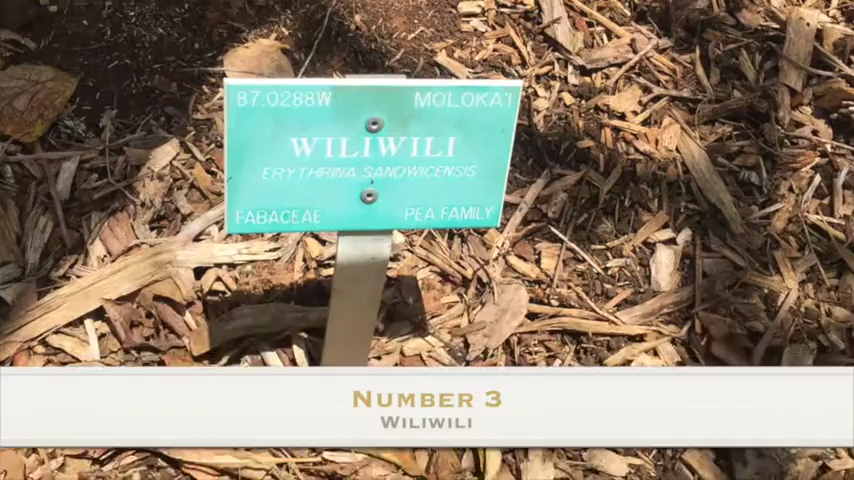 87.0288W MOLOKA'I
WILIWILI
ERYTHRINA SANDWICENSIS
FABACEAE PEA FAMILY
NUMBER 3
WILIWILI